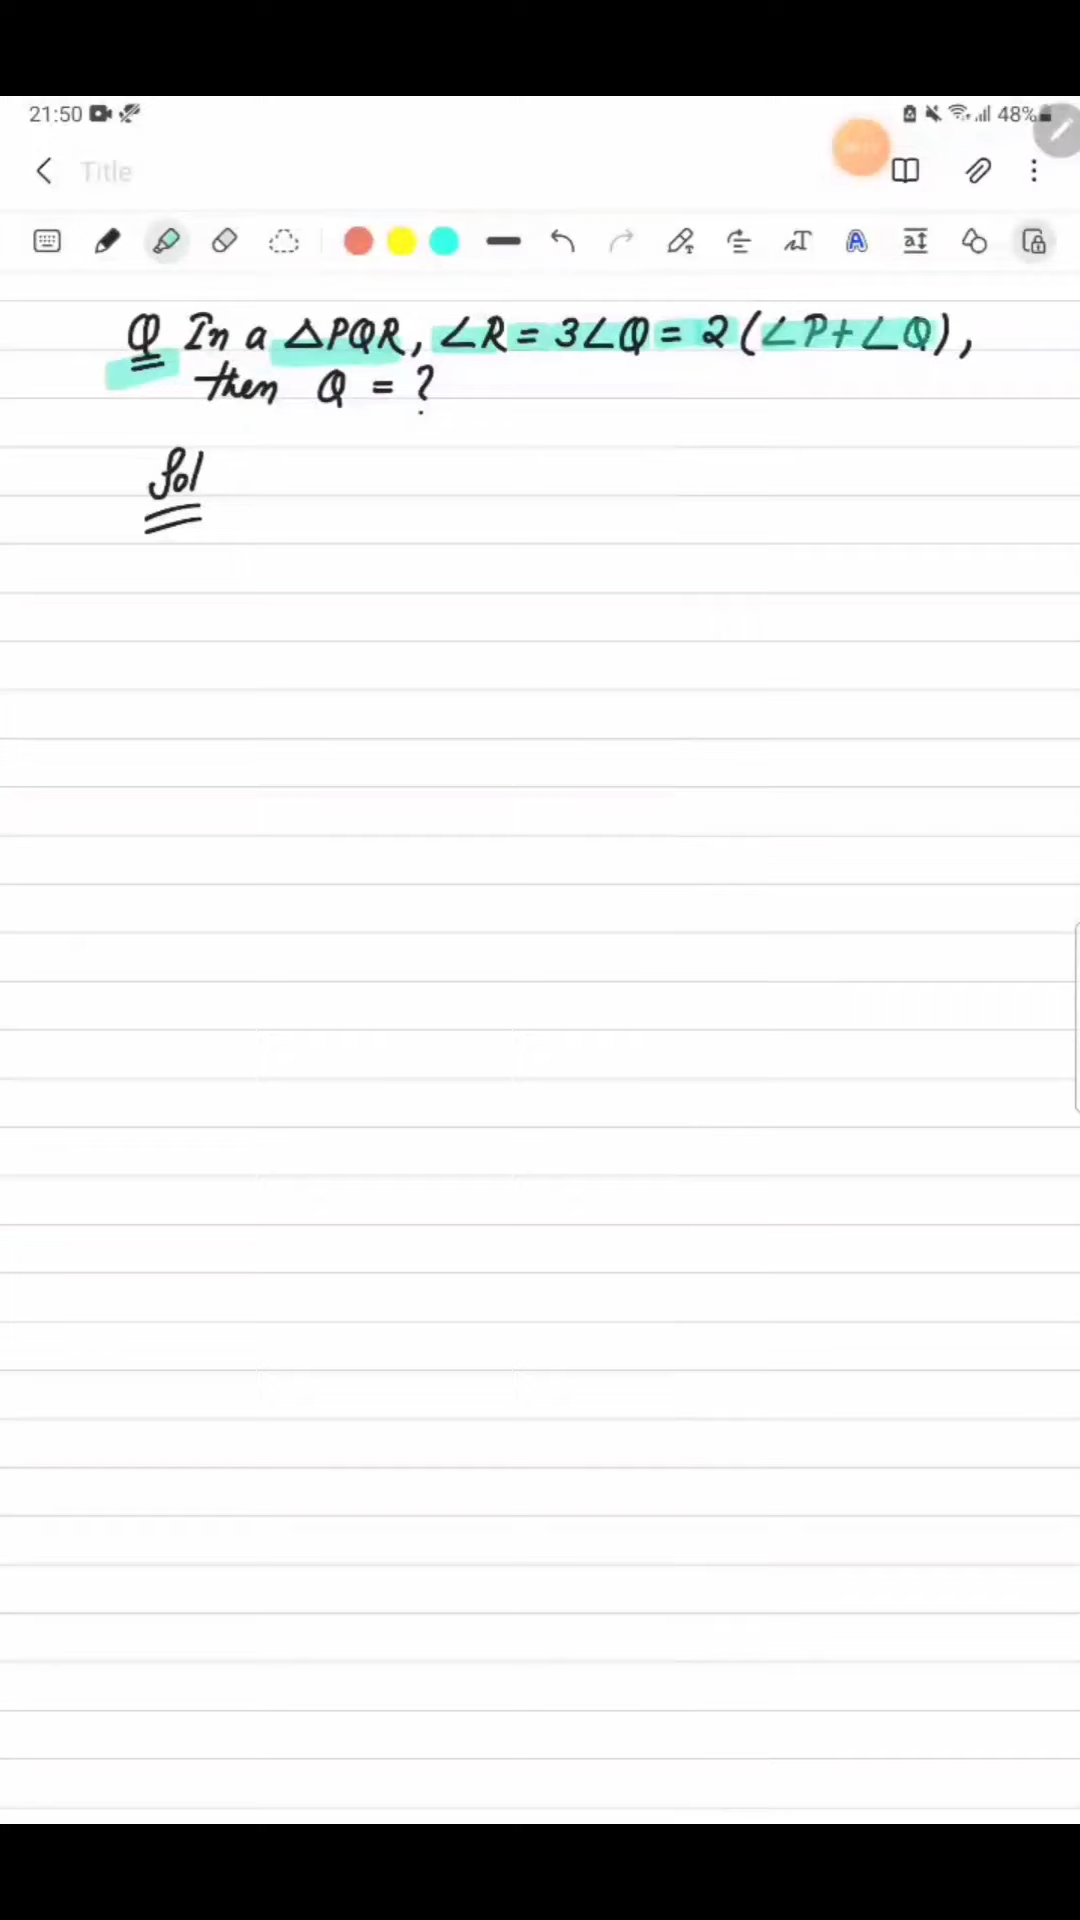 21:50 48%
Title
Q In a △PQR, ∠R = 3∠Q = 2(∠P+∠Q),
then Q = ?
Sol